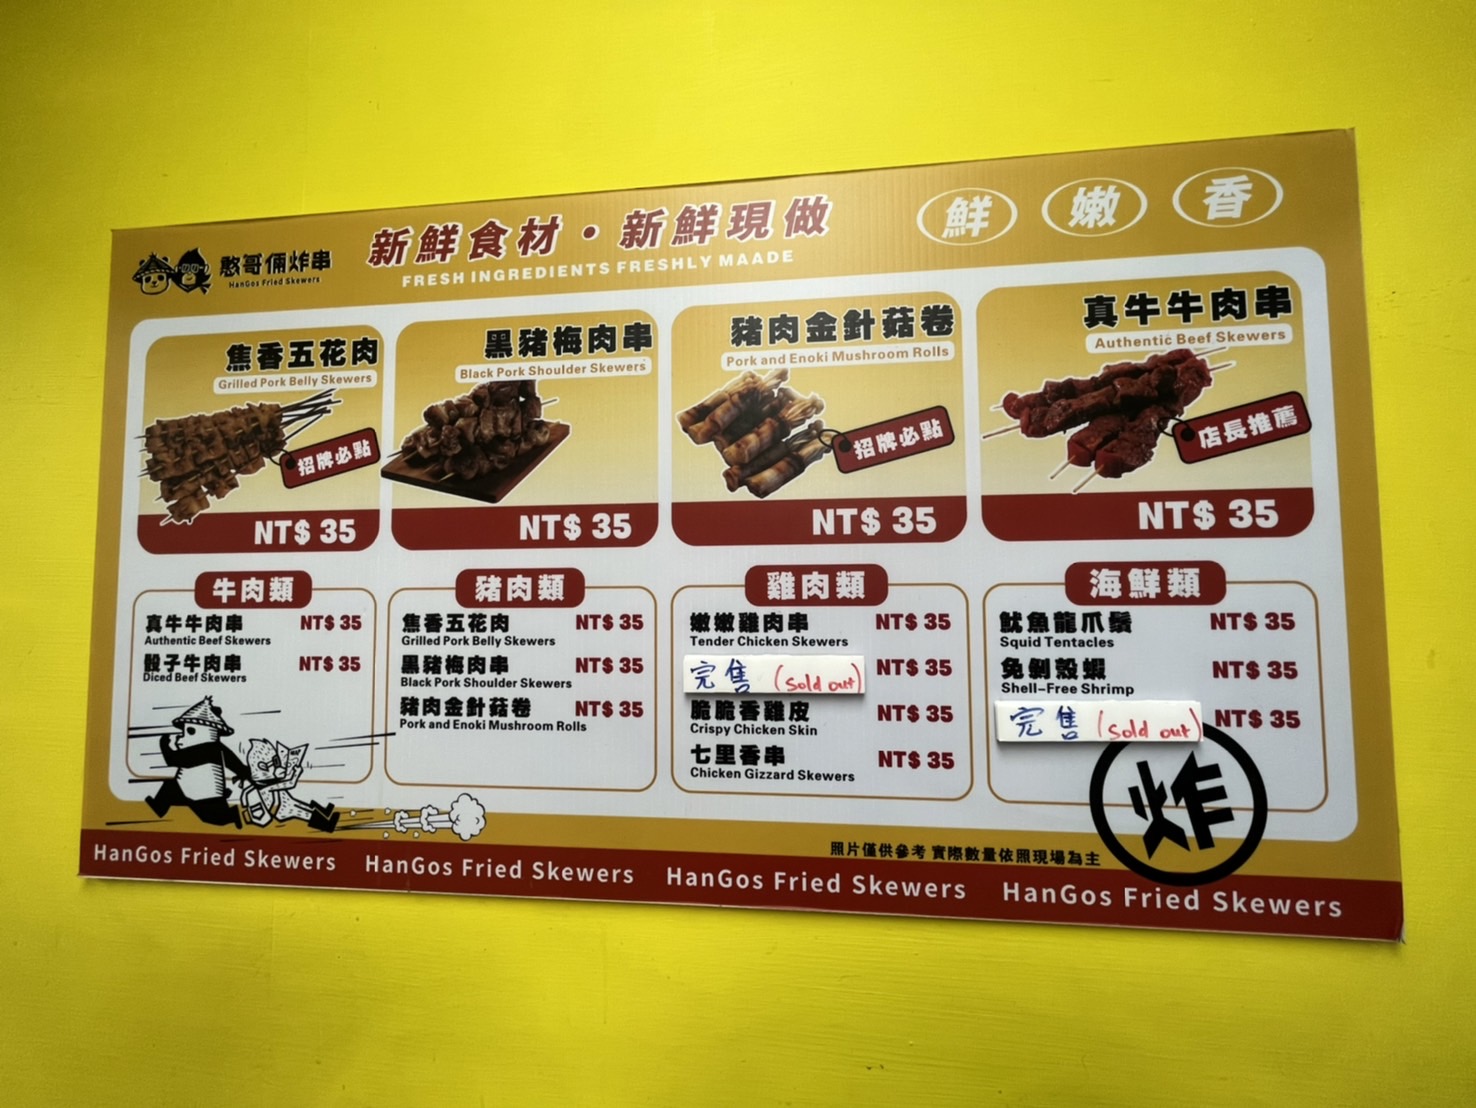 憨哥倆炸串
HanGos Fried Skewers
新鮮食材·新鮮現做
FRESH INGREDIENTS FRESHLY MAADE
鮮 嫩 香
焦香五花肉
Grilled Pork Belly Skewers
招牌必點
NT$ 35
黑豬梅肉串
Black Pork Shoulder Skewers
NT$ 35
豬肉金針菇卷
Pork and Enoki Mushroom Rolls
招牌必點
NT$ 35
真牛牛肉串
Authentic Beef Skewers
店長推薦
NT$ 35
牛肉類
真牛牛肉串 NT$ 35
Authentic Beef Skewers
骰子牛肉串 NT$ 35
Diced Beef Skewers
豬肉類
焦香五花肉 NT$ 35
Grilled Pork Belly Skewers
黑豬梅肉串 NT$ 35
Black Pork Shoulder Skewers
豬肉金針菇卷 NT$ 35
Pork and Enoki Mushroom Rolls
雞肉類
嫩嫩雞肉串 NT$ 35
Tender Chicken Skewers
完售 (sold out) NT$ 35
脆脆香雞皮 NT$ 35
Crispy Chicken Skin
七里香串 NT$ 35
Chicken Gizzard Skewers
海鮮類
魷魚龍爪鬚 NT$ 35
Squid Tentacles
免剝殼蝦 NT$ 35
Shell-Free Shrimp
完售 (sold out) NT$ 35
炸
照片僅供參考 實際數量依照現場為主
HanGos Fried Skewers HanGos Fried Skewers HanGos Fried Skewers HanGos Fried Skewers